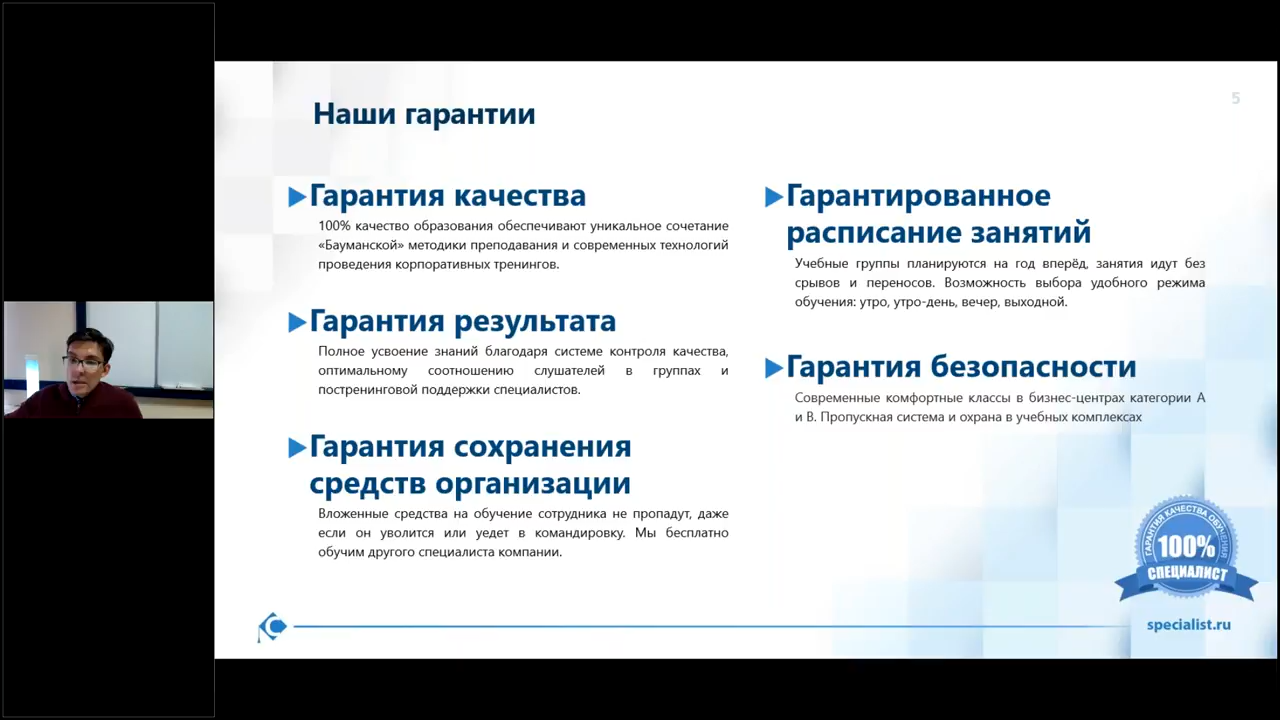 Наши гарантии
5
Гарантия качества
100% качество образования обеспечивают уникальное сочетание
«Бауманской» методики преподавания и современных технологий
проведения корпоративных тренингов.
Гарантия результата
Полное усвоение знаний благодаря системе контроля качества,
оптимальному соотношению слушателей в группах и
постренинговой поддержки специалистов.
Гарантия сохранения
средств организации
Вложенные средства на обучение сотрудника не пропадут, даже
если он уволится или уедет в командировку. Мы бесплатно
обучим другого специалиста компании.
Гарантированное
расписание занятий
Учебные группы планируются на год вперёд, занятия идут без
срывов и переносов. Возможность выбора удобного режима
обучения: утро, утро-день, вечер, выходной.
Гарантия безопасности
Современные комфортные классы в бизнес-центрах категории А
и В. Пропускная система и охрана в учебных комплексах
ГАРАНТИЯ КАЧЕСТВА ОБУЧЕНИЯ
100%
СПЕЦИАЛИСТ
specialist.ru